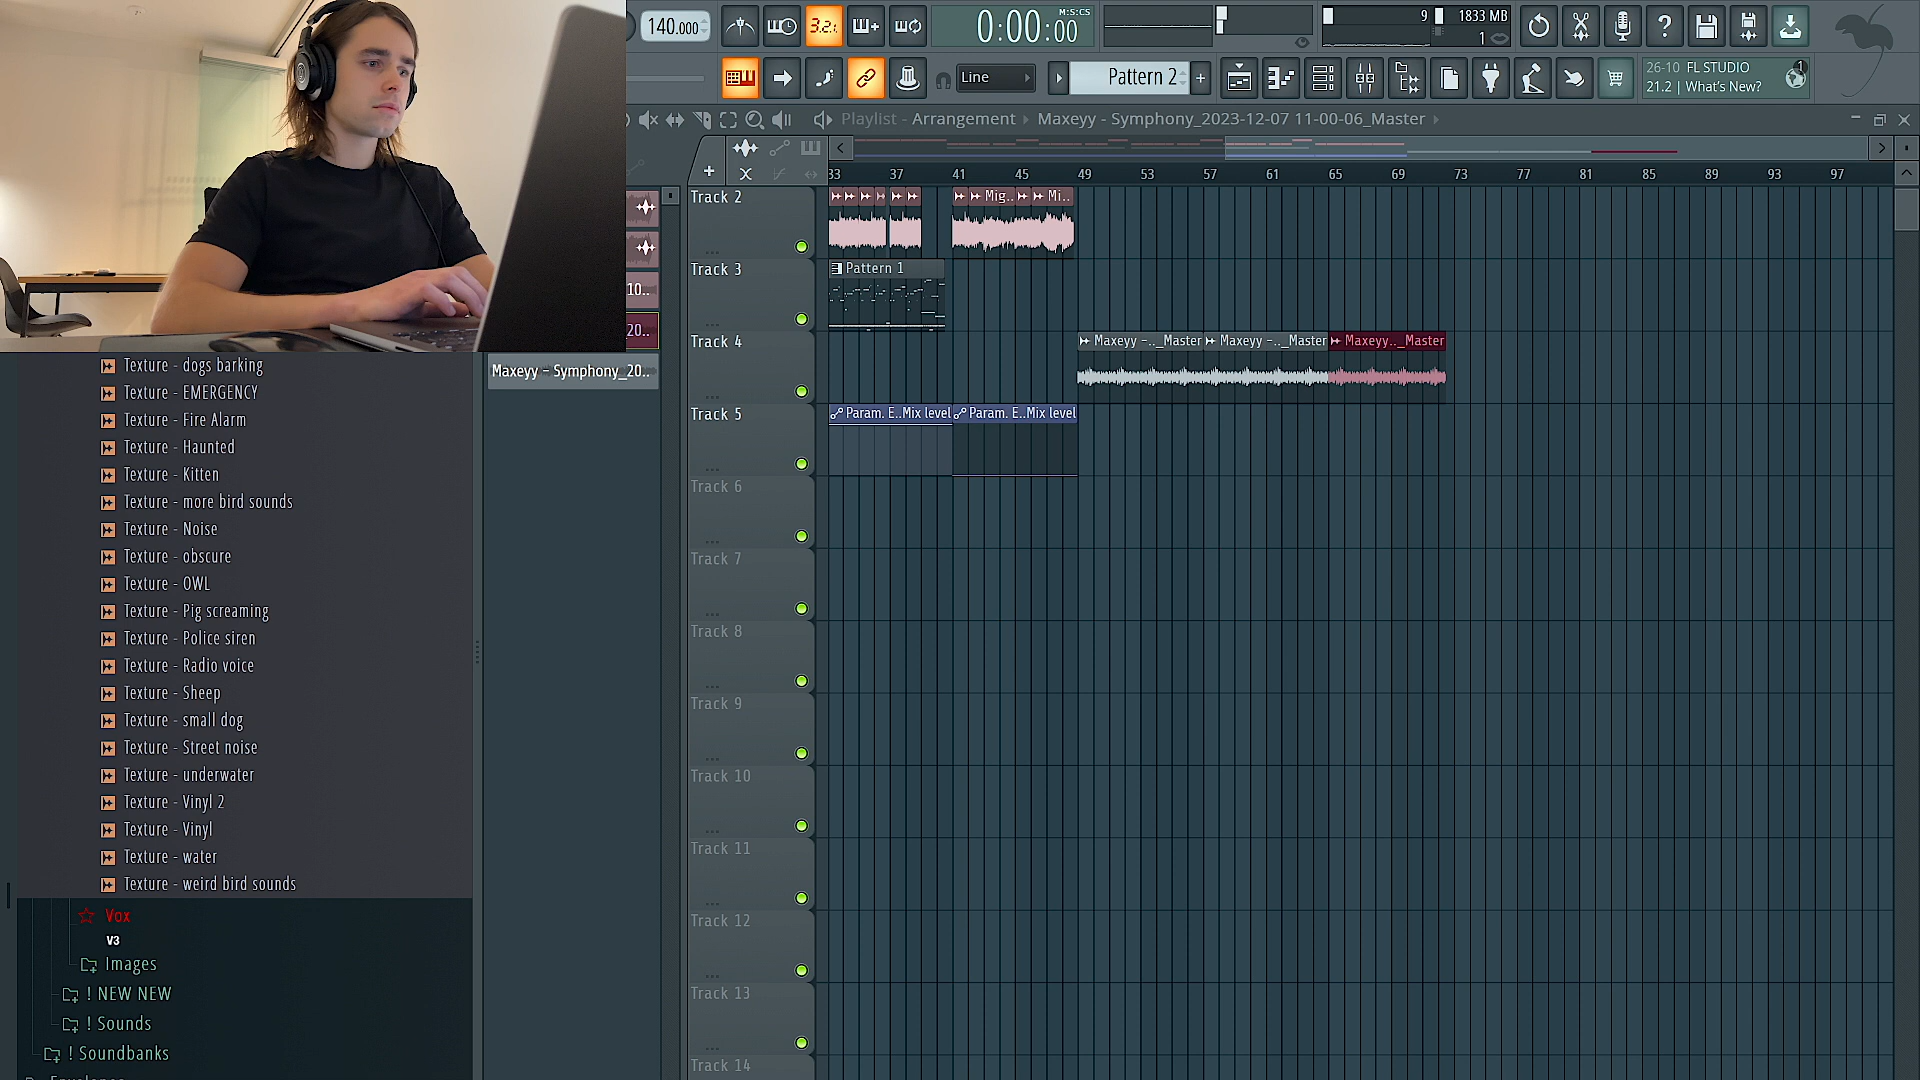 140.000
3.2.
M:S:CS
0:00:00
9
1833 MB
1
Line
Pattern 2
26-10 FL STUDIO
21.2 | What's New?
1
Playlist - Arrangement › Maxeyy - Symphony_2023-12-07 11-00-06_Master ›
33 37 41 45 49 53 57 61 65 69 73 77 81 85 89 93 97
Track 2
Mig..
Mi..
Track 3
Pattern 1
10..
20..
Track 4
Maxeyy -.._Master
Maxeyy -.._Master
Maxeyy.._Master
Maxeyy - Symphony_20..
Track 5
Param. E..Mix level
Param. E..Mix level
Track 6
Track 7
Track 8
Track 9
Track 10
Track 11
Track 12
Track 13
Track 14
Texture - dogs barking
Texture - EMERGENCY
Texture - Fire Alarm
Texture - Haunted
Texture - Kitten
Texture - more bird sounds
Texture - Noise
Texture - obscure
Texture - OWL
Texture - Pig screaming
Texture - Police siren
Texture - Radio voice
Texture - Sheep
Texture - small dog
Texture - Street noise
Texture - underwater
Texture - Vinyl 2
Texture - Vinyl
Texture - water
Texture - weird bird sounds
Vox
V3
Images
! NEW NEW
! Sounds
! Soundbanks